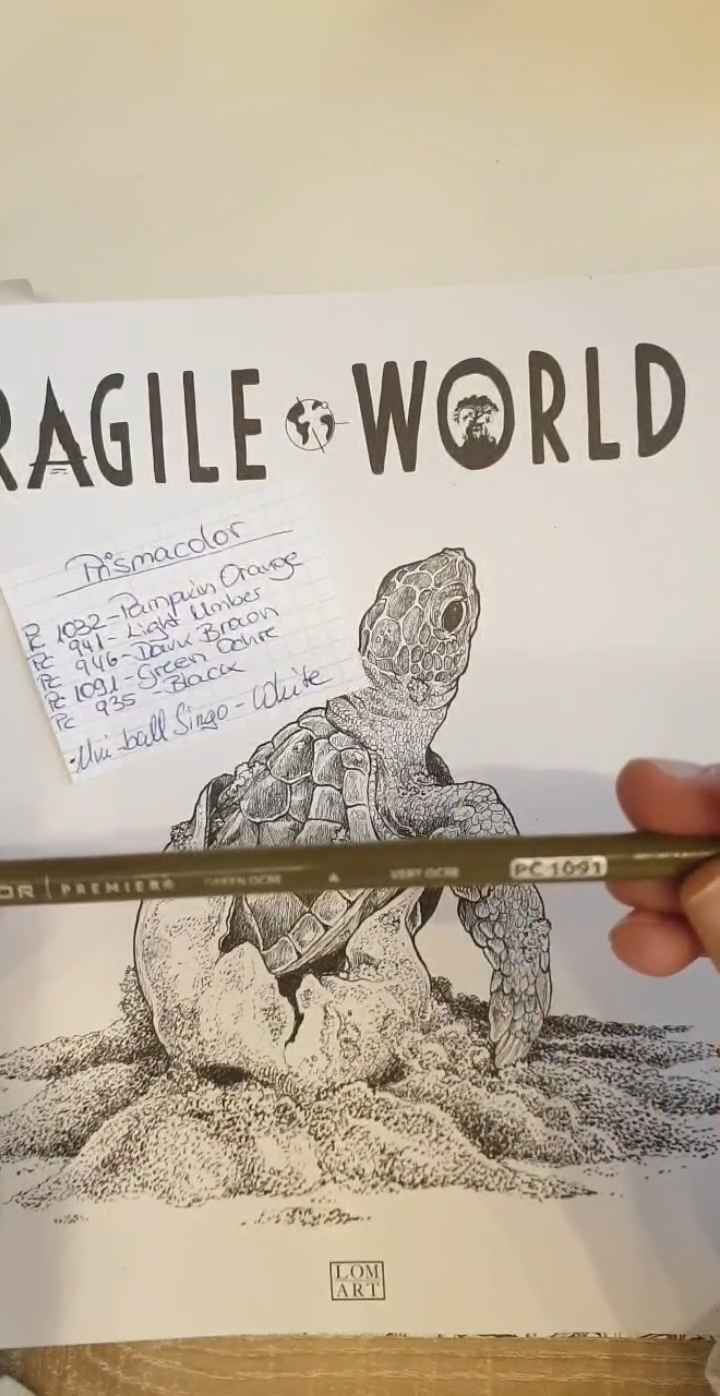 RAGILE WORLD
Prismacolor
PC 1032 - Pumpkin Orange
PC 941 - Light Umber
PC 946 - Dark Brown
PC 1091 - Green Ochre
PC 935 - Black
• Uni-ball Singo - White
OR | PREMIER® GREEN OCRE & VERT OCRE PC 1091
LOM
ART